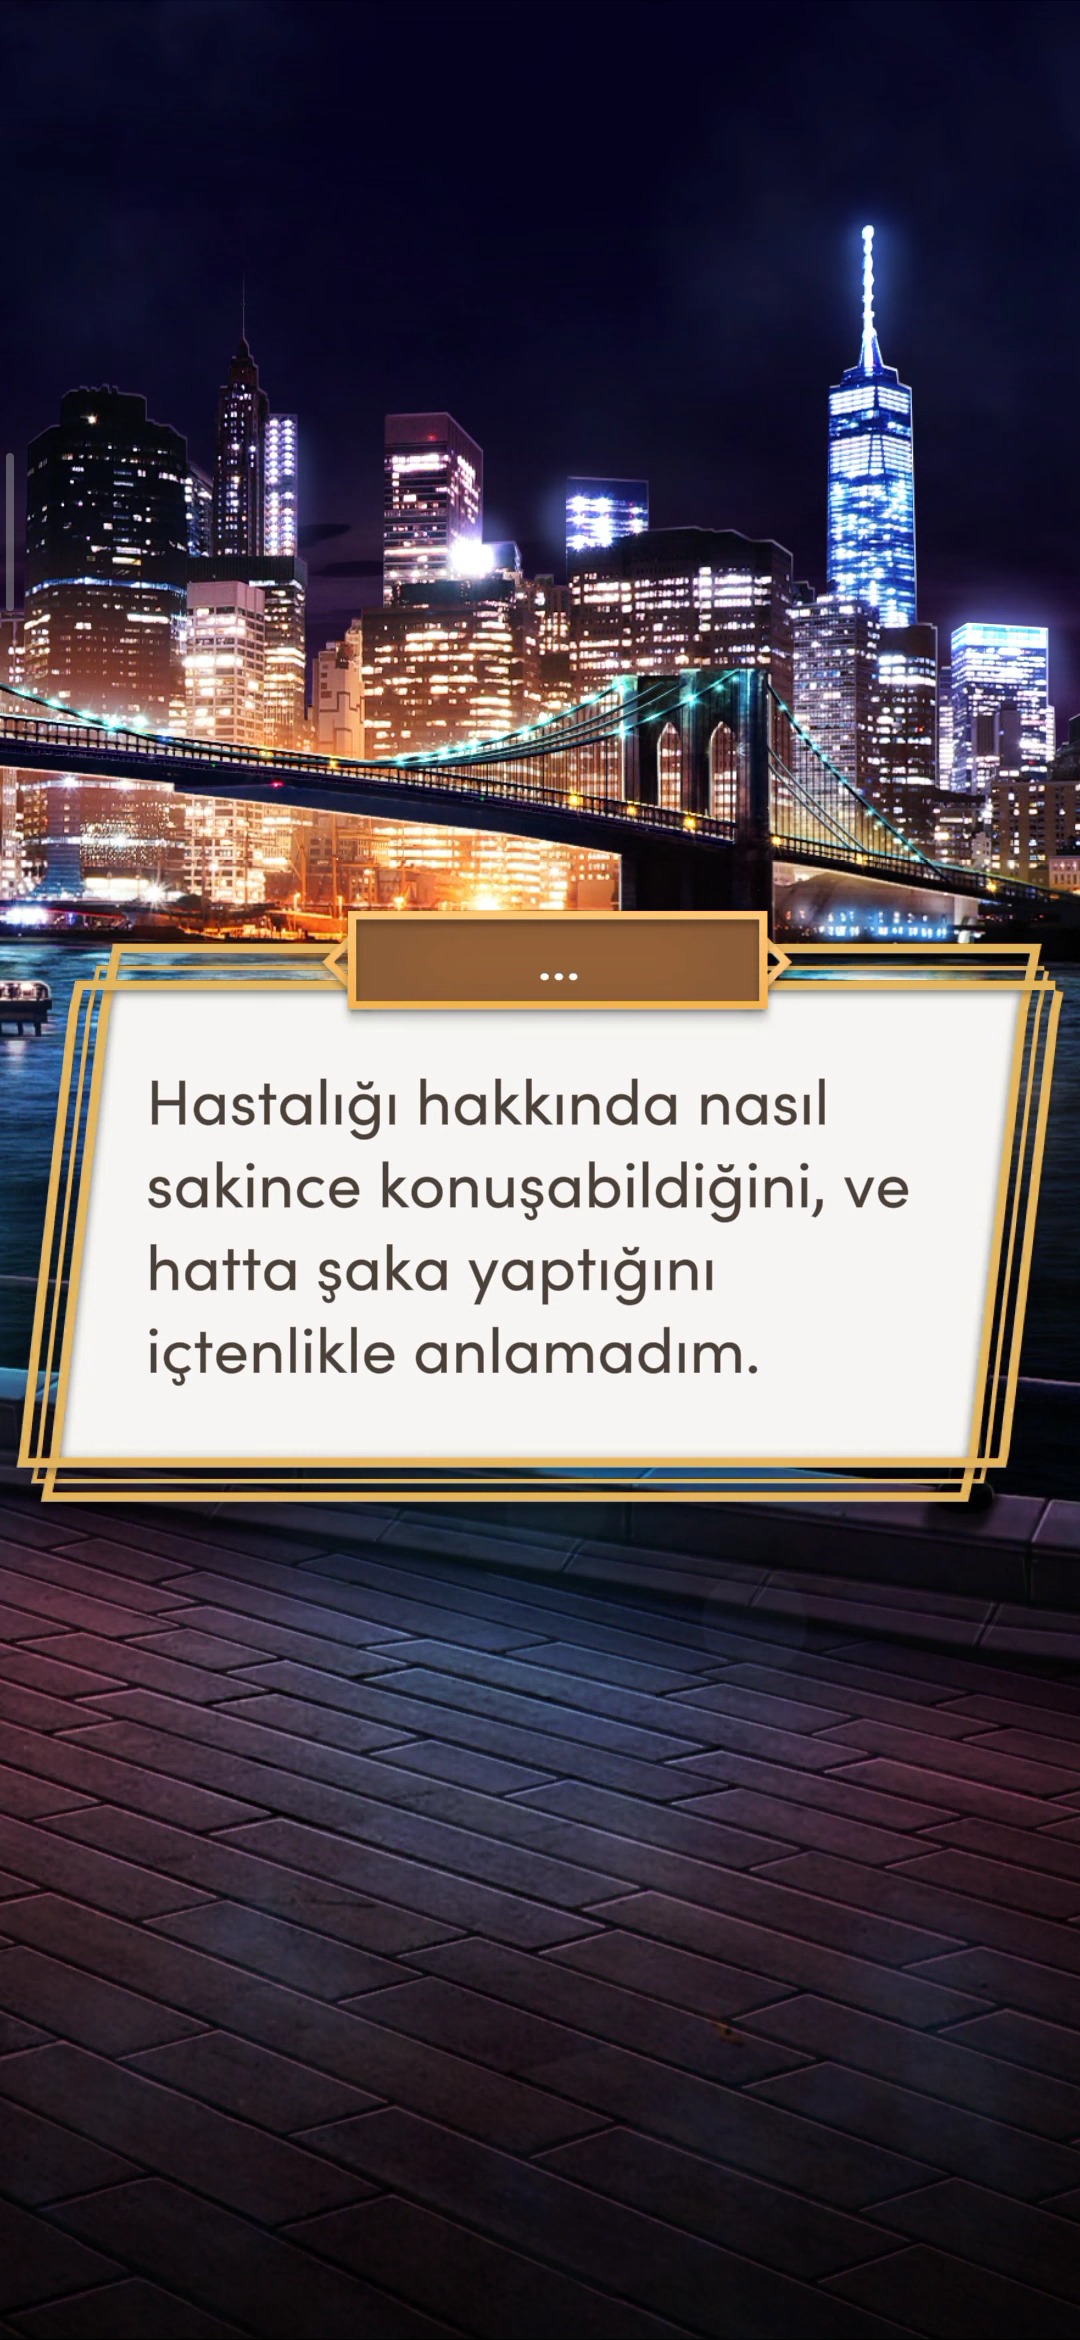 ...
Hastalığı hakkında nasıl
sakince konuşabildiğini, ve
hatta şaka yaptığını
içtenlikle anlamadım.